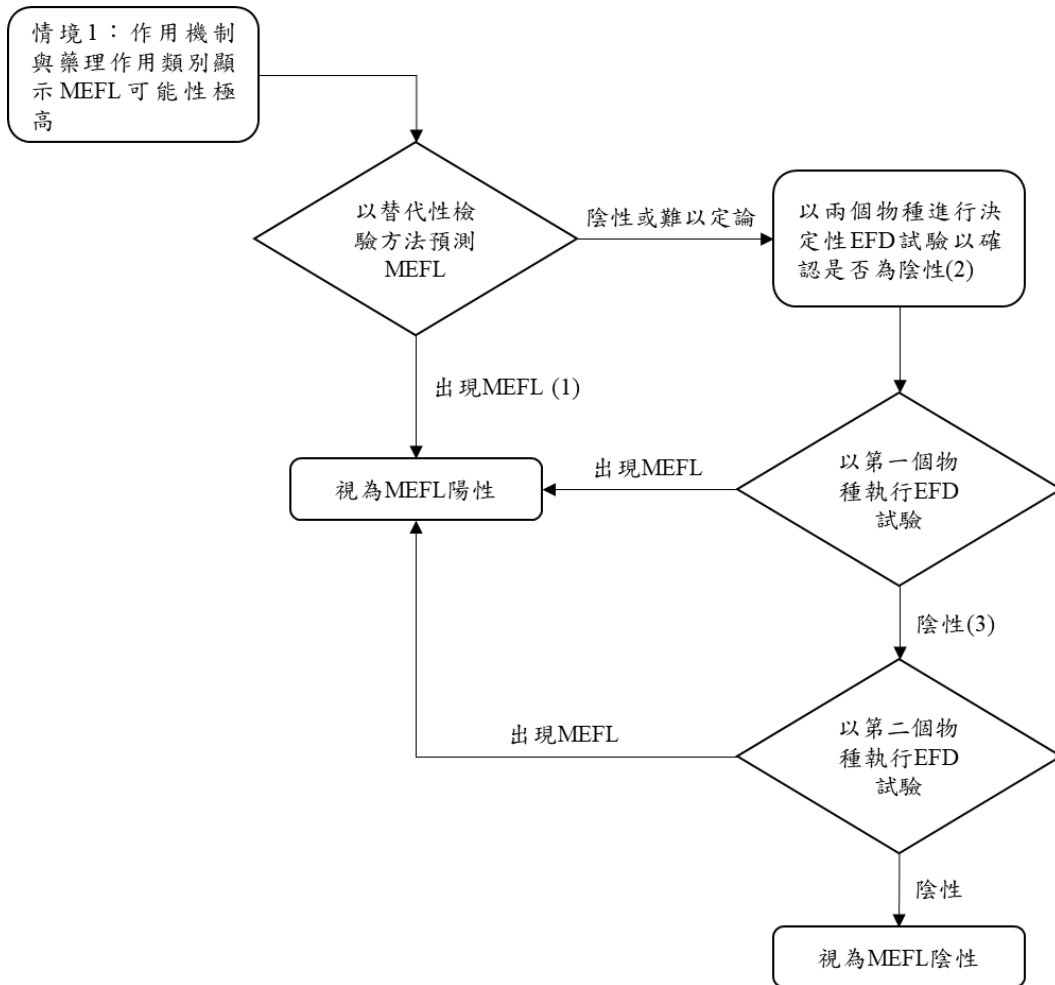 情境1：作用機制
與藥理作用類別顯
示MEFL可能性極
高
以替代性檢
驗方法預測
MEFL
陰性或難以定論
以兩個物種進行決
定性EFD試驗以確
認是否為陰性(2)
出現MEFL (1)
視為MEFL陽性
出現MEFL
以第一個物
種執行EFD
試驗
陰性(3)
出現MEFL
以第二個物
種執行EFD
試驗
陰性
視為MEFL陰性